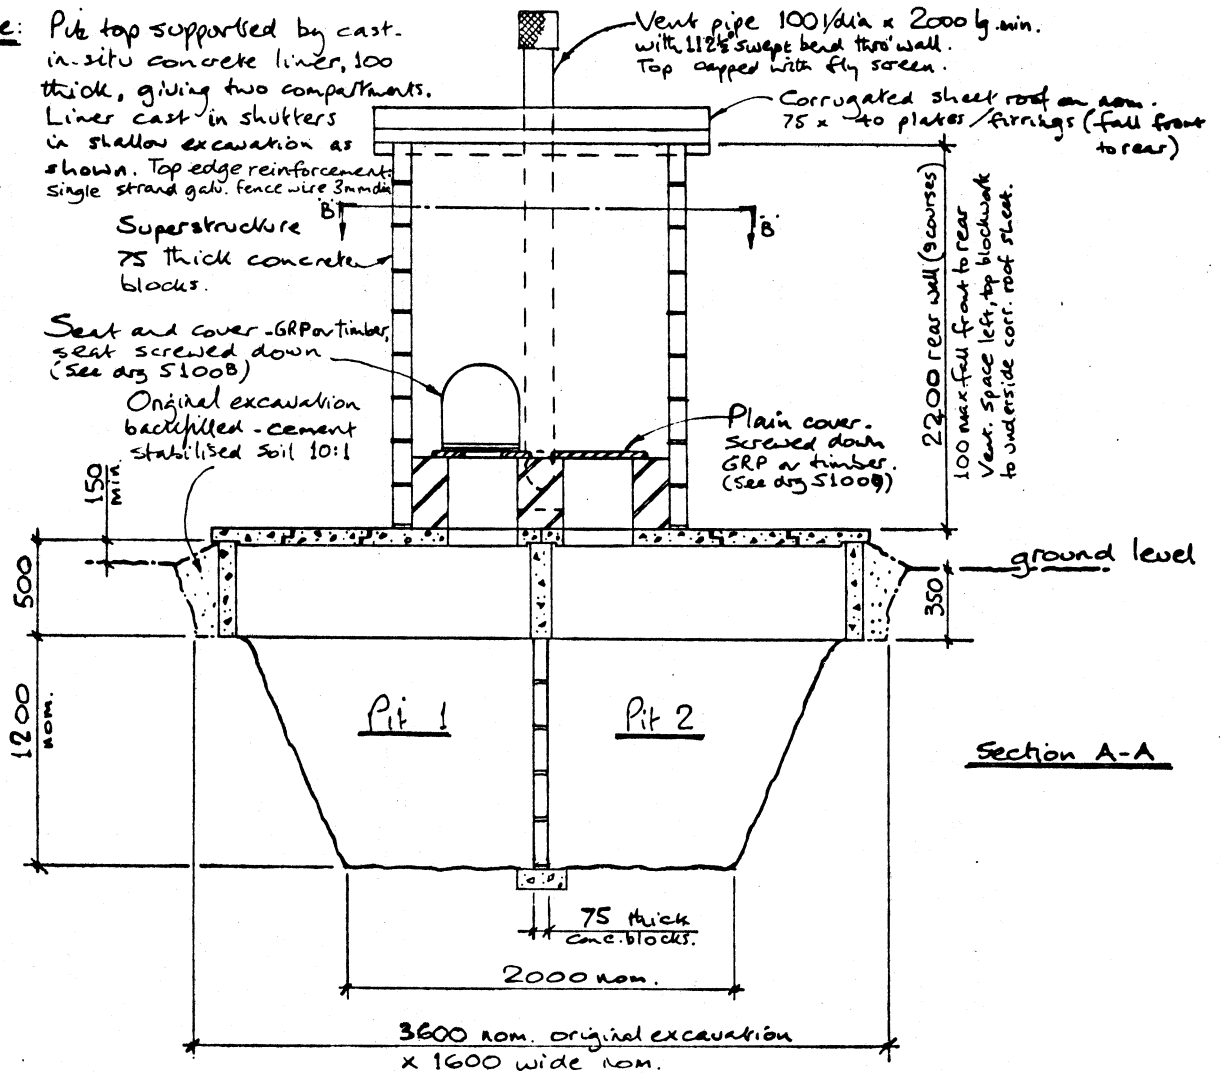 e: Pit top supported by cast-
in-situ concrete liner, 100
thick, giving two compartments.
Liner cast in shutters
in shallow excavation as
shown. Top edge reinforcement:
single strand galv. fence wire 3mm dia
Superstructure
75 thick concrete
blocks.
Seat and cover - GRP or timber,
seat screwed down
(See drg 5100B)
Original excavation
backfilled - cement
stabilised soil 10:1
Vent pipe 100 I/dia x 2000 lg. min.
with 112½° swept bend thro' wall.
Top capped with fly screen.
Corrugated sheet roof on nom.
75 x 40 plates/firrings (fall front
to rear)
'B'
'B'
2200 rear wall (9 courses)
100 max fall front to rear
Vent. space left, top blockwork
to underside corr. roof sheet.
Plain cover.
Screwed down
GRP or timber.
(See drg 5100B)
150
min
500
1200
nom.
ground level
350
Pit 1
Pit 2
Section A-A
75 thick
conc. blocks.
2000 nom.
3600 nom. original excavation
x 1600 wide nom.